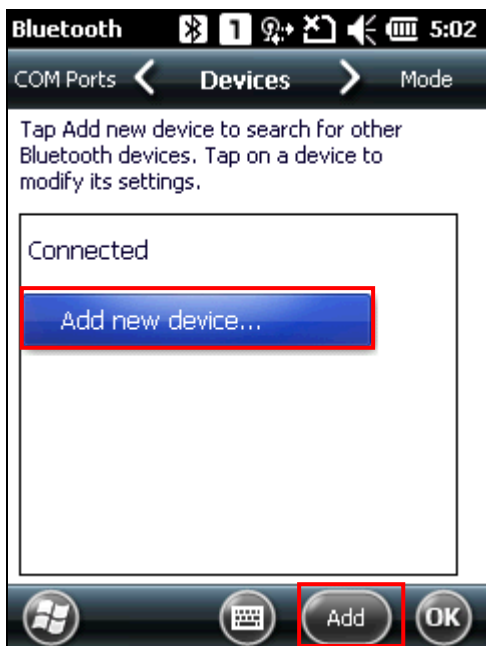 Bluetooth 1 5:02
COM Ports Devices Mode
Tap Add new device to search for other
Bluetooth devices. Tap on a device to
modify its settings.
Connected
Add new device...
Add OK